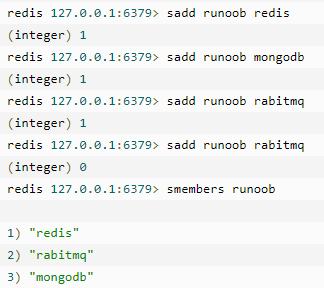 redis 127.0.0.1:6379> sadd runoob redis
(integer) 1
redis 127.0.0.1:6379> sadd runoob mongodb
(integer) 1
redis 127.0.0.1:6379> sadd runoob rabitmq
(integer) 1
redis 127.0.0.1:6379> sadd runoob rabitmq
(integer) 0
redis 127.0.0.1:6379> smembers runoob
1) "redis"
2) "rabitmq"
3) "mongodb"